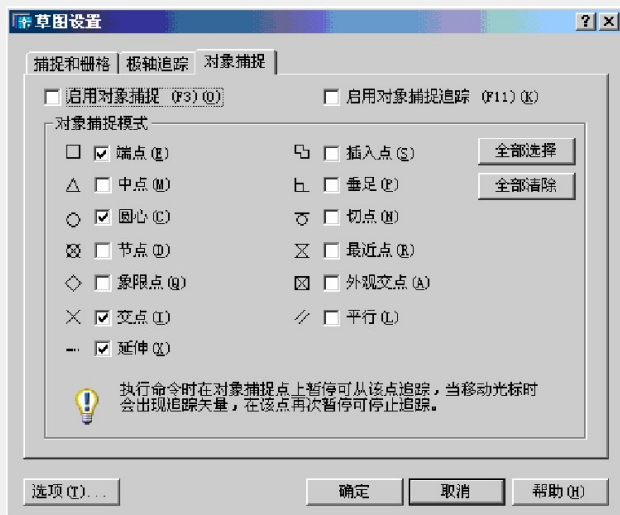 草图设置
捕捉和栅格 极轴追踪 对象捕捉
启用对象捕捉 (F3)(O) 启用对象捕捉追踪 (F11)(K)
对象捕捉模式
端点(E) 插入点(S) 全部选择
中点(M) 垂足(P) 全部清除
圆心(C) 切点(N)
节点(D) 最近点(R)
象限点(Q) 外观交点(A)
交点(I) 平行(L)
延伸(X)
执行命令时在对象捕捉点上暂停可从该点追踪，当移动光标时
会出现追踪矢量，在该点再次暂停可停止追踪。
选项(T)... 确定 取消 帮助(H)